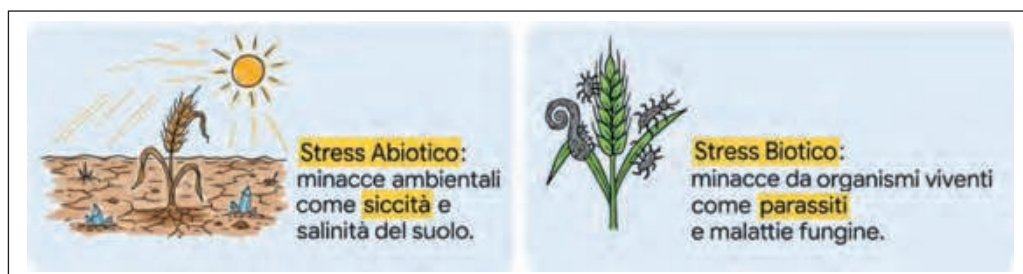 Stress Abiotico:
minacce ambientali
come siccità e
salinità del suolo.
Stress Biotico:
minacce da organismi viventi
come parassiti
e malattie fungine.